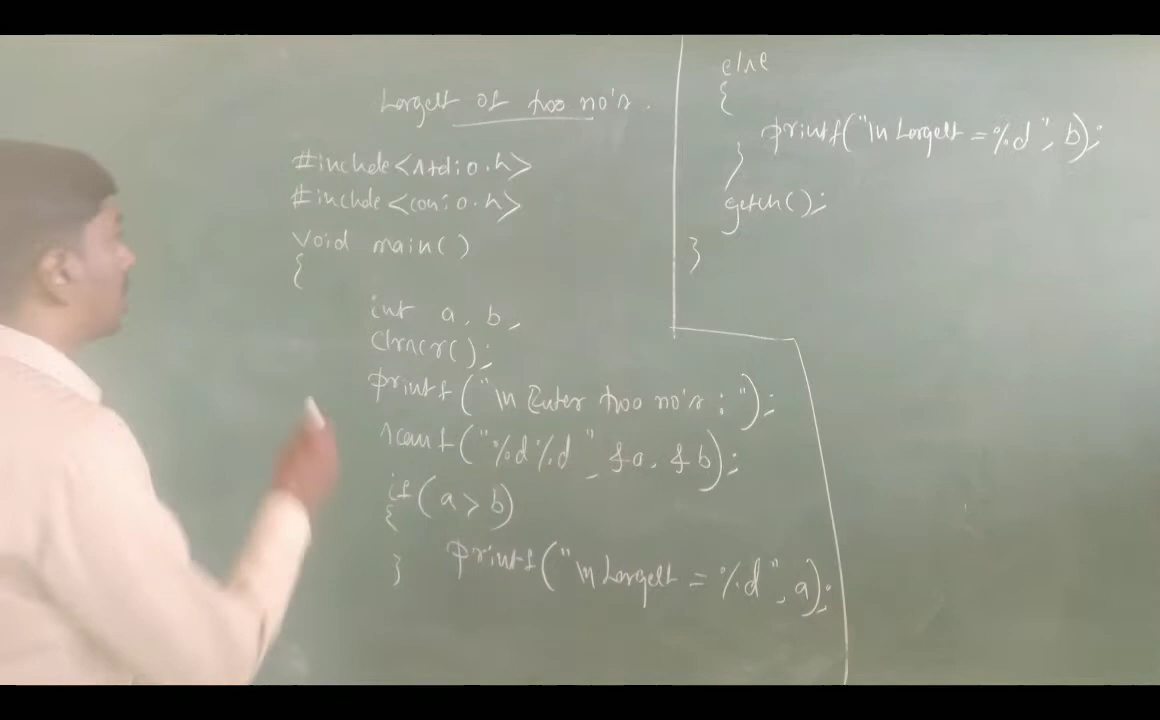 Largest of two no's.
#include<stdio.h>
#include<conio.h>
void main()
{
int a, b,
clrscr();
printf("\n Enter two no's : ");
scanf("%d%d", &a, &b);
if(a>b)
{
printf("\n Largest = %d", a);
}
else
{
printf("\n Largest = %d", b);
}
getch();
}